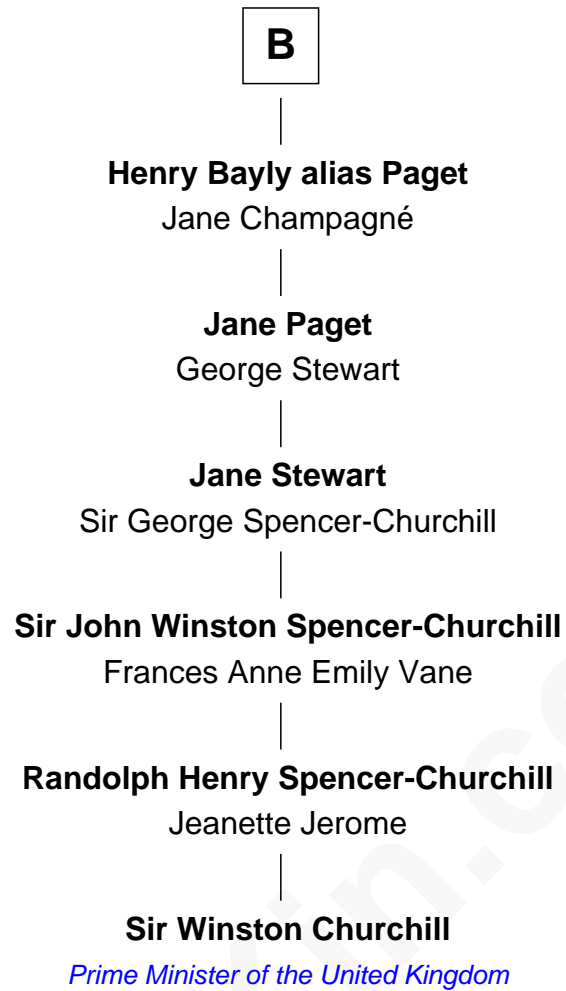 B
Henry Bayly alias Paget
Jane Champagné
Jane Paget
George Stewart
Jane Stewart
Sir George Spencer-Churchill
Sir John Winston Spencer-Churchill
Frances Anne Emily Vane
Randolph Henry Spencer-Churchill
Jeanette Jerome
Sir Winston Churchill
Prime Minister of the United Kingdom